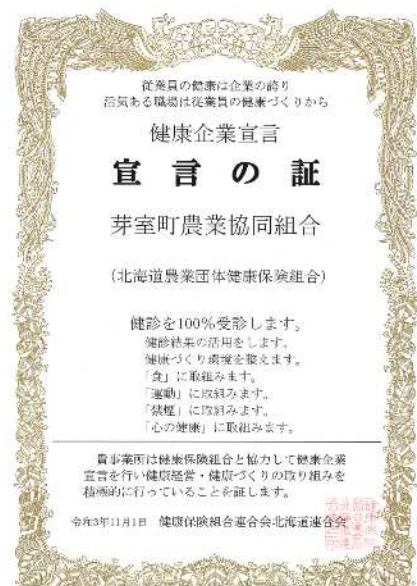 従業員の健康は企業の誇り
活気ある職場は従業員の健康づくりから
健康企業宣言
宣言の証
芽室町農業協同組合
(北海道農業団体健康保険組合)
健診を100%受診します。
健診結果の活用をします。
健康づくり環境を整えます。
「食」に取組みます。
「運動」に取組みます。
「禁煙」に取組みます。
「心の健康」に取組みます。
貴事業所は健康保険組合と協力して健康企業
宣言を行い健康経営・健康づくりの取り組みを
積極的に行っていることを証します。
令和3年11月1日 健康保険組合連合会北海道連合会